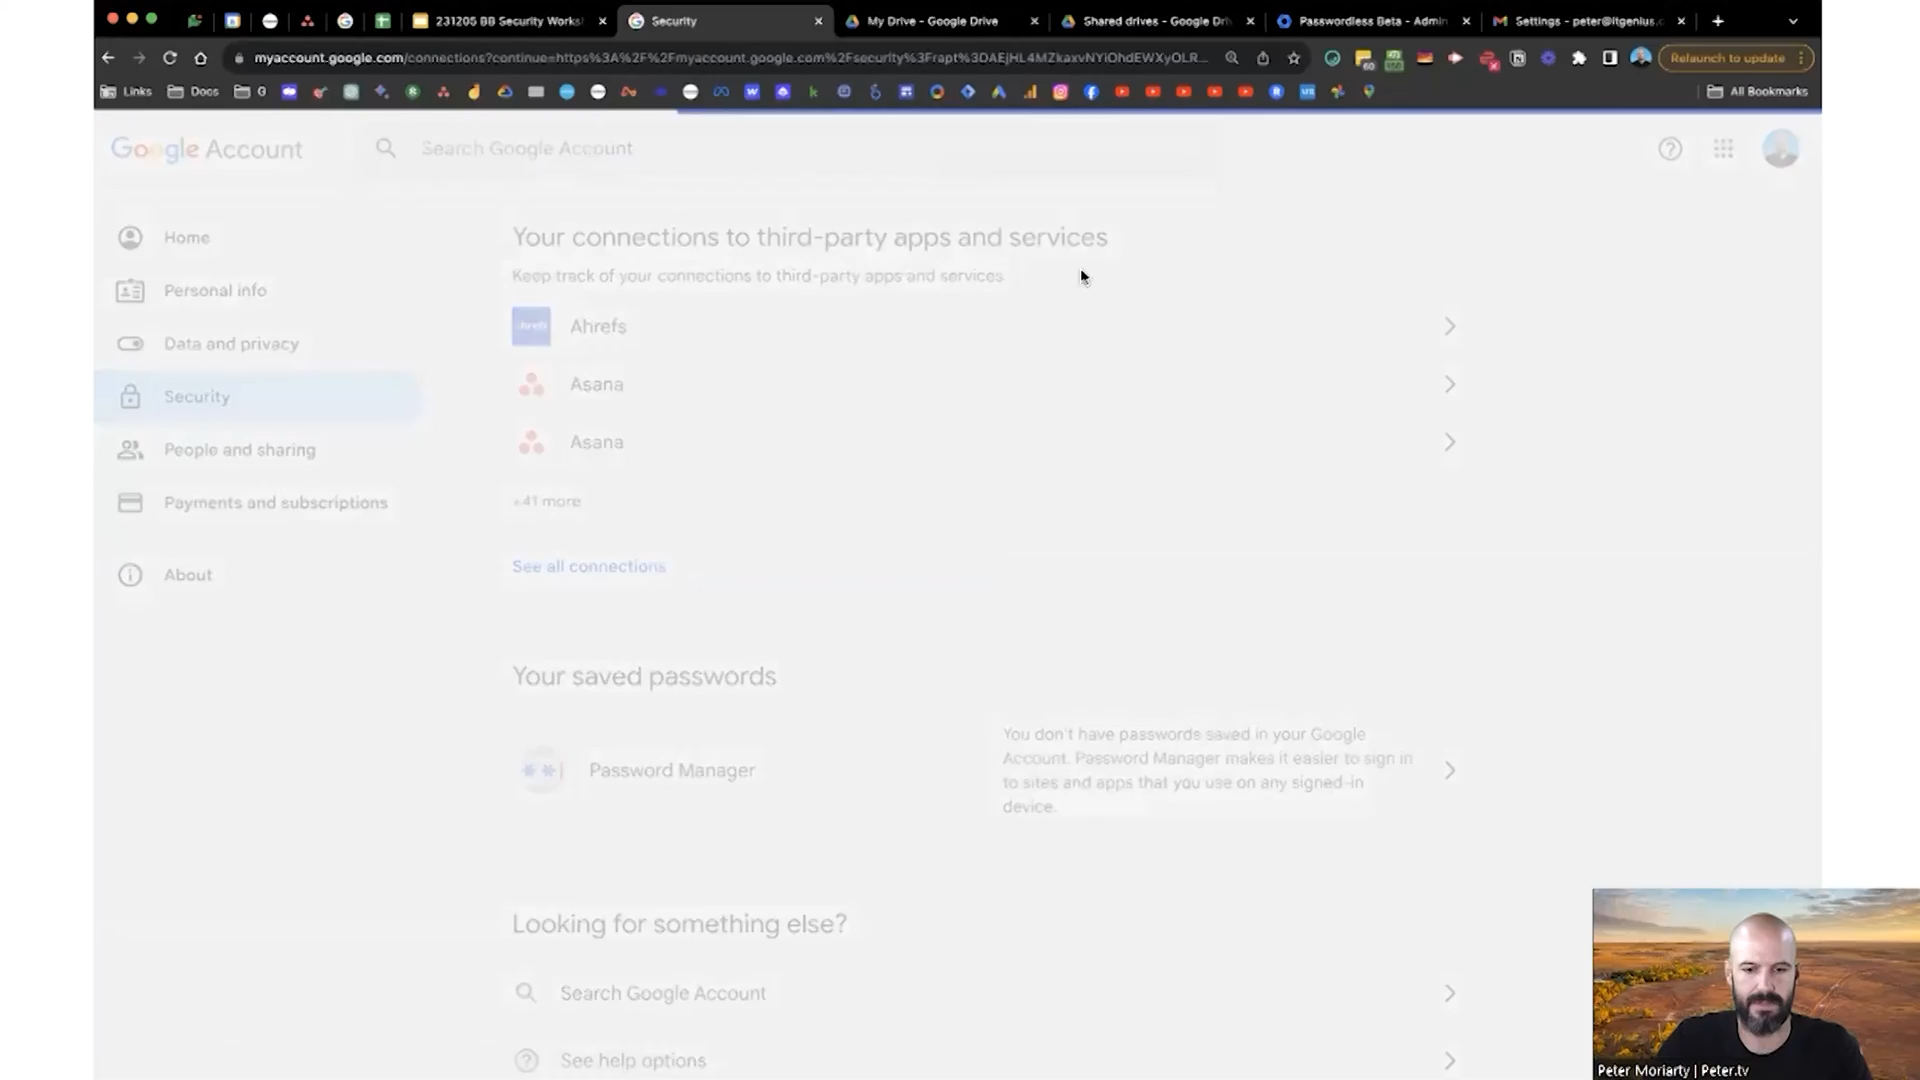 231205 BB Security Works
Security
My Drive - Google Drive
Shared drives - Google Dri
Passwordless Beta - Admin
Settings - peter@itgenius.c
myaccount.google.com/connections?continue=https%3A%2F%2Fmyaccount.google.com%2Fsecurity%3Frapt%3DAEjHL4MZkaxvNYiOhdEWXyOLR...
Relaunch to update
Links
Docs
G
All Bookmarks
Google Account
Search Google Account
Home
Personal info
Data and privacy
Security
People and sharing
Payments and subscriptions
About
Your connections to third-party apps and services
Keep track of your connections to third-party apps and services
Ahrefs
Asana
Asana
+41 more
See all connections
Your saved passwords
Password Manager
You don't have passwords saved in your Google
Account. Password Manager makes it easier to sign in
to sites and apps that you use on any signed-in
device.
Looking for something else?
Search Google Account
See help options
Peter Moriarty | Peter.tv